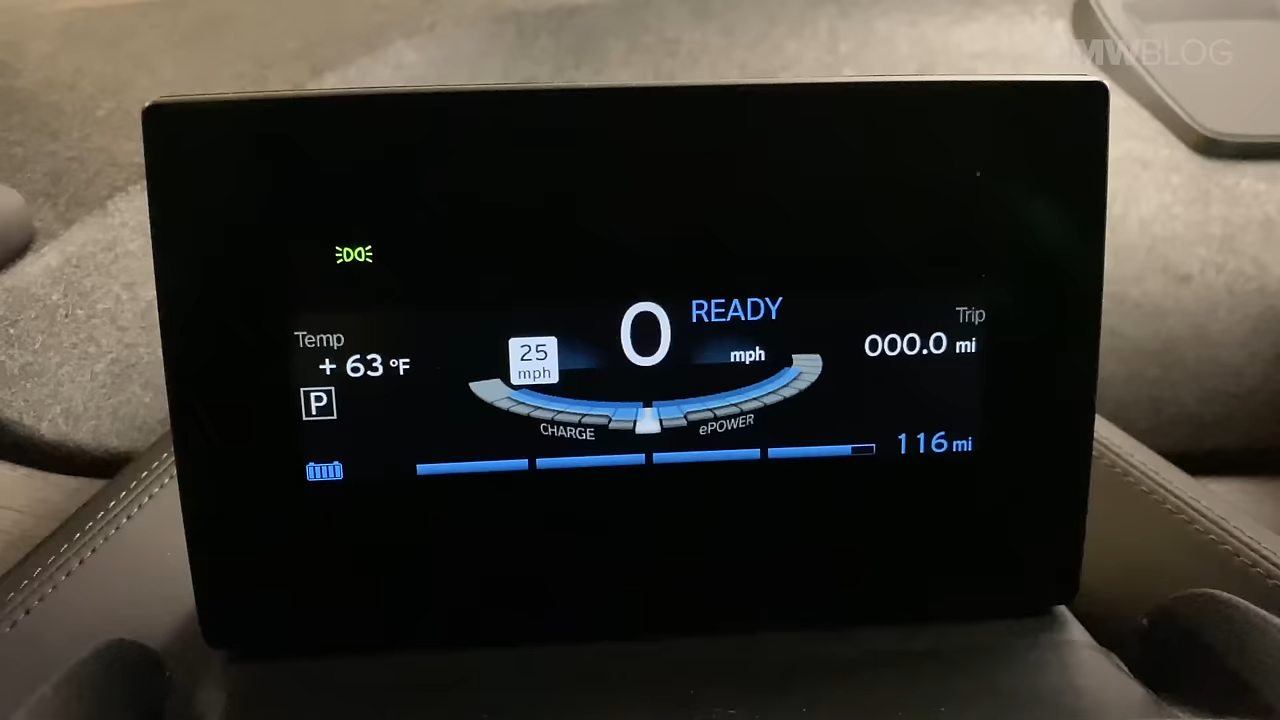 BMWBLOG
Temp
+ 63 °F
P
25
mph
0
READY
mph
Trip
000.0 mi
CHARGE
ePOWER
116 mi